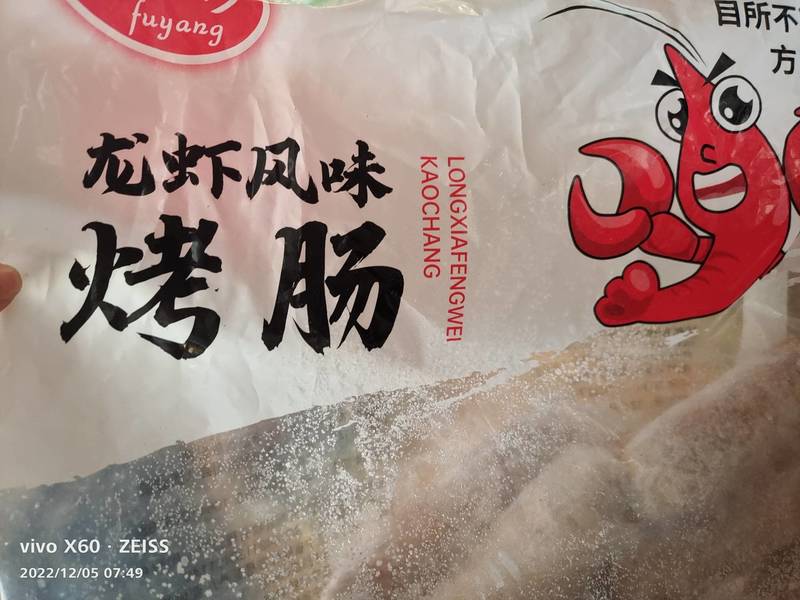 fuyang
目所不
方
龙虾风味
烤肠
LONGXIAFENGWEI
KAOCHANG
vivo X60 · ZEISS
2022/12/05 07:49